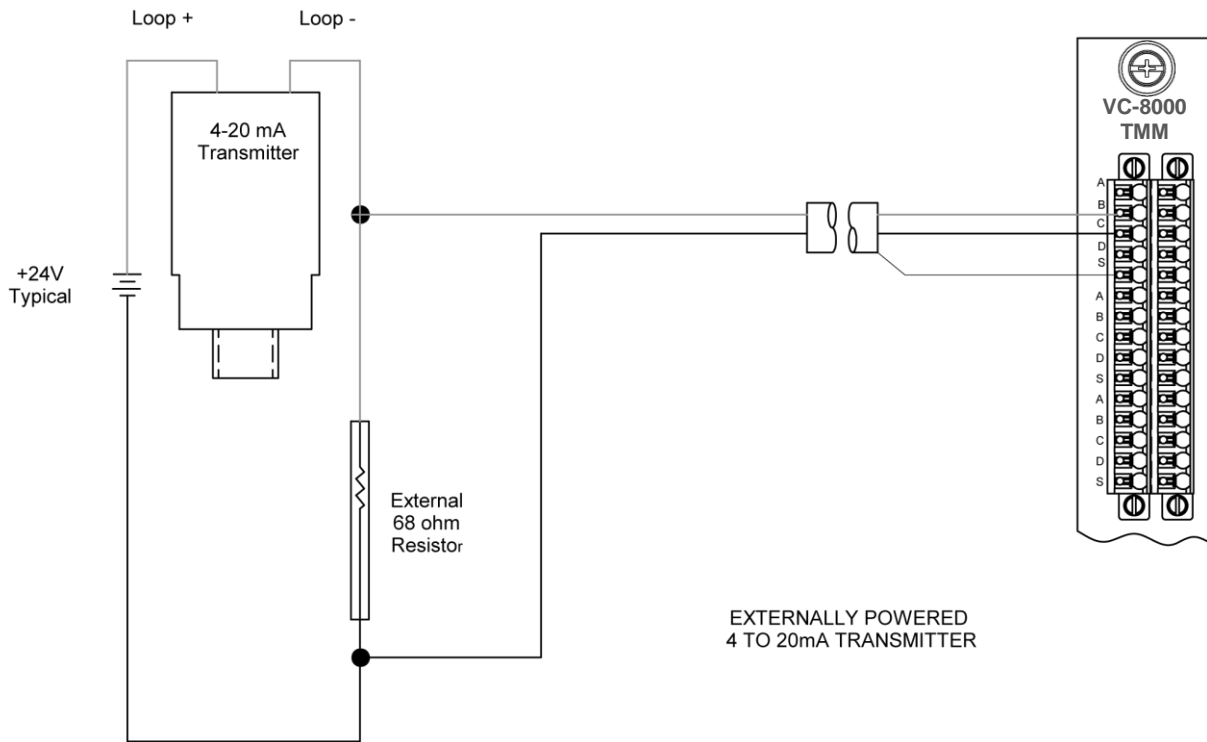 Loop +
Loop -
4-20 mA
Transmitter
+24V
Typical
External
68 ohm
Resistor
EXTERNALLY POWERED
4 TO 20mA TRANSMITTER
VC-8000
TMM
A
B
C
D
S
A
B
C
D
S
A
B
C
D
S